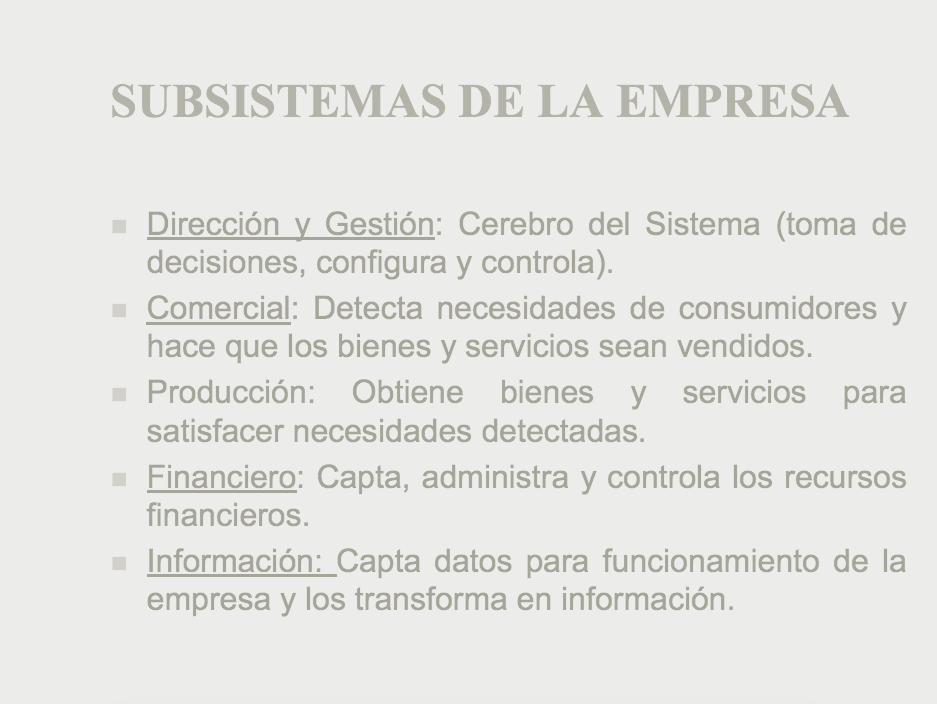 SUBSISTEMAS DE LA EMPRESA
Dirección y Gestión: Cerebro del Sistema (toma de
decisiones, configura y controla).
Comercial: Detecta necesidades de consumidores y
hace que los bienes y servicios sean vendidos.
Producción: Obtiene bienes y servicios para
satisfacer necesidades detectadas.
Financiero: Capta, administra y controla los recursos
financieros.
Información: Capta datos para funcionamiento de la
empresa y los transforma en información.